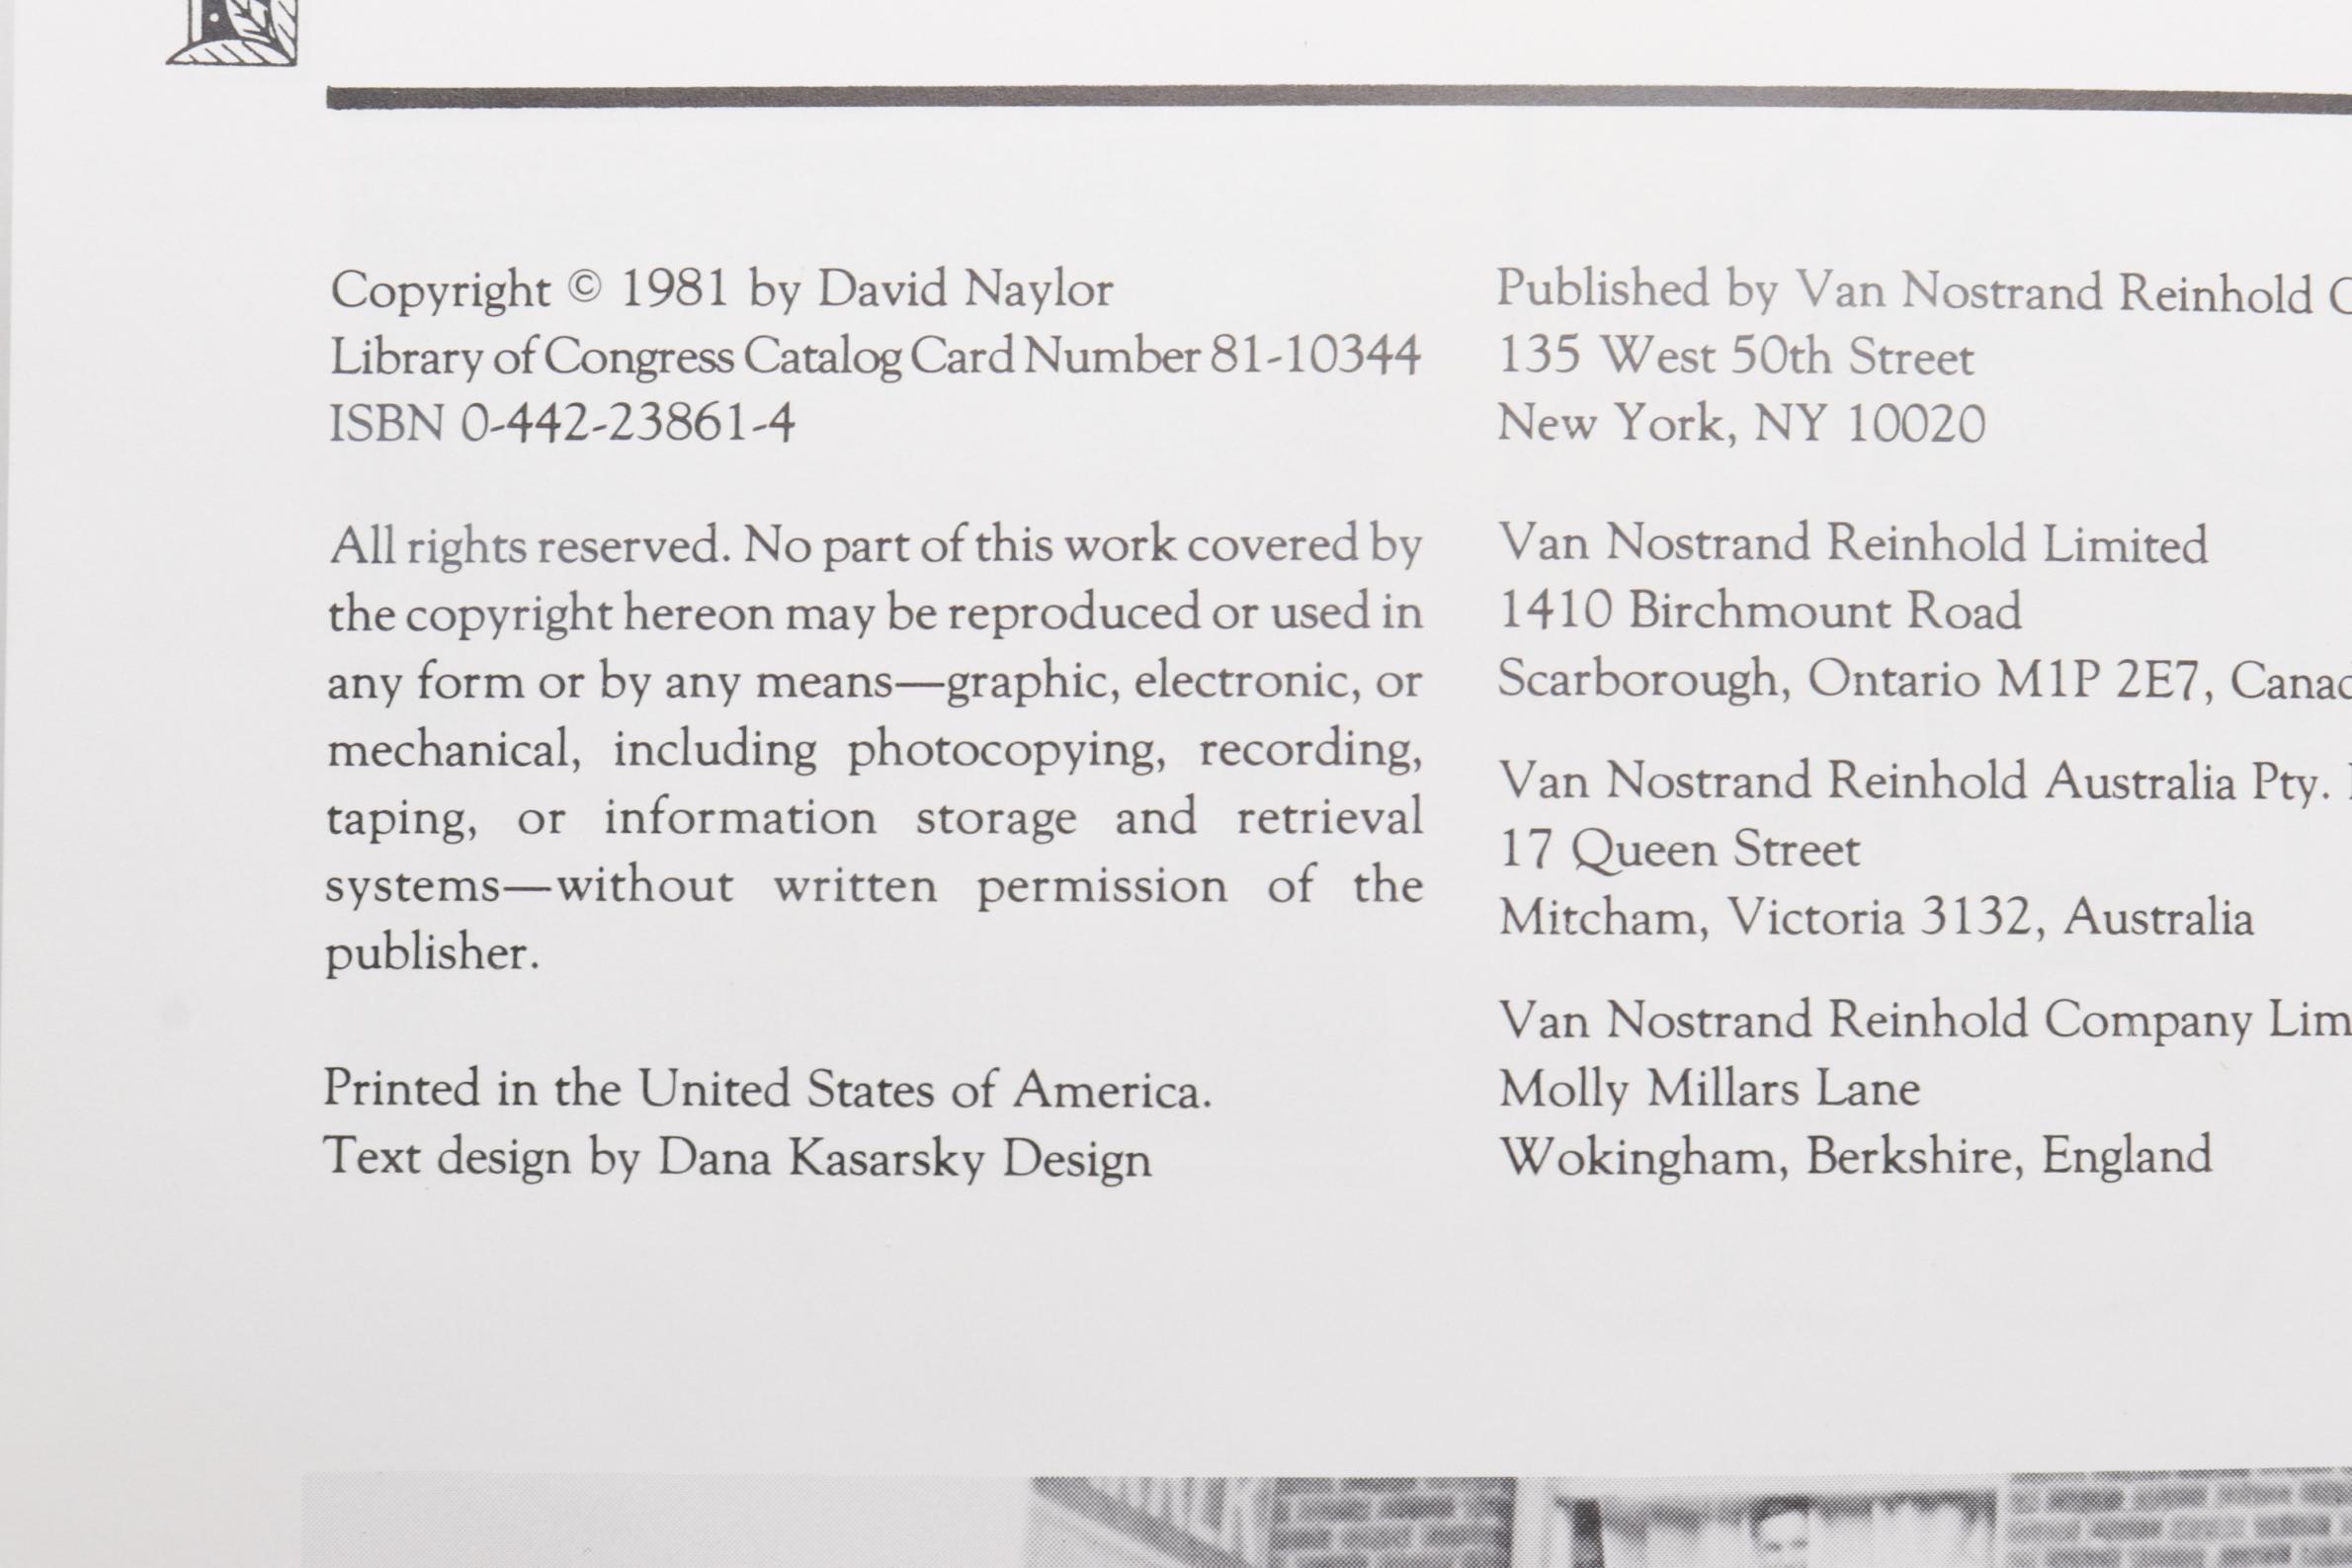 Copyright © 1981 by David Naylor
Library of Congress Catalog Card Number 81-10344
ISBN 0-442-23861-4
All rights reserved. No part of this work covered by
the copyright hereon may be reproduced or used in
any form or by any means—graphic, electronic, or
mechanical, including photocopying, recording,
taping, or information storage and retrieval
systems—without written permission of the
publisher.
Printed in the United States of America.
Text design by Dana Kasarsky Design
Published by Van Nostrand Reinhold
135 West 50th Street
New York, NY 10020
Van Nostrand Reinhold Limited
1410 Birchmount Road
Scarborough, Ontario M1P 2E7,
Van Nostrand Reinhold Australia Pty.
17 Queen Street
Mitcham, Victoria 3132, Australia
Van Nostrand Reinhold Company
Molly Millars Lane
Wokingham, Berkshire, England